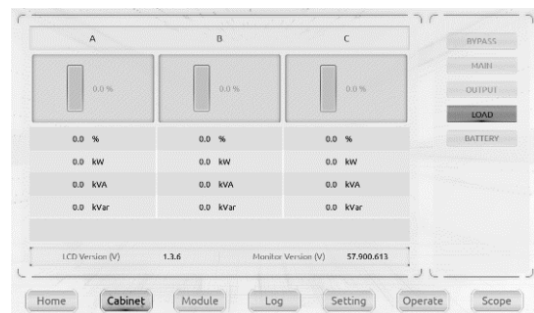 A B C
BYPASS
MAIN
0.0 % 0.0 % 0.0 %
OUTPUT
LOAD
0.0 % 0.0 % 0.0 %
BATTERY
0.0 kW 0.0 kW 0.0 kW
0.0 kVA 0.0 kVA 0.0 kVA
0.0 kVar 0.0 kVar 0.0 kVar
LCD Version (V) 1.3.6 Monitor Version (V) 57.900.613
Home Cabinet Module Log Setting Operate Scope